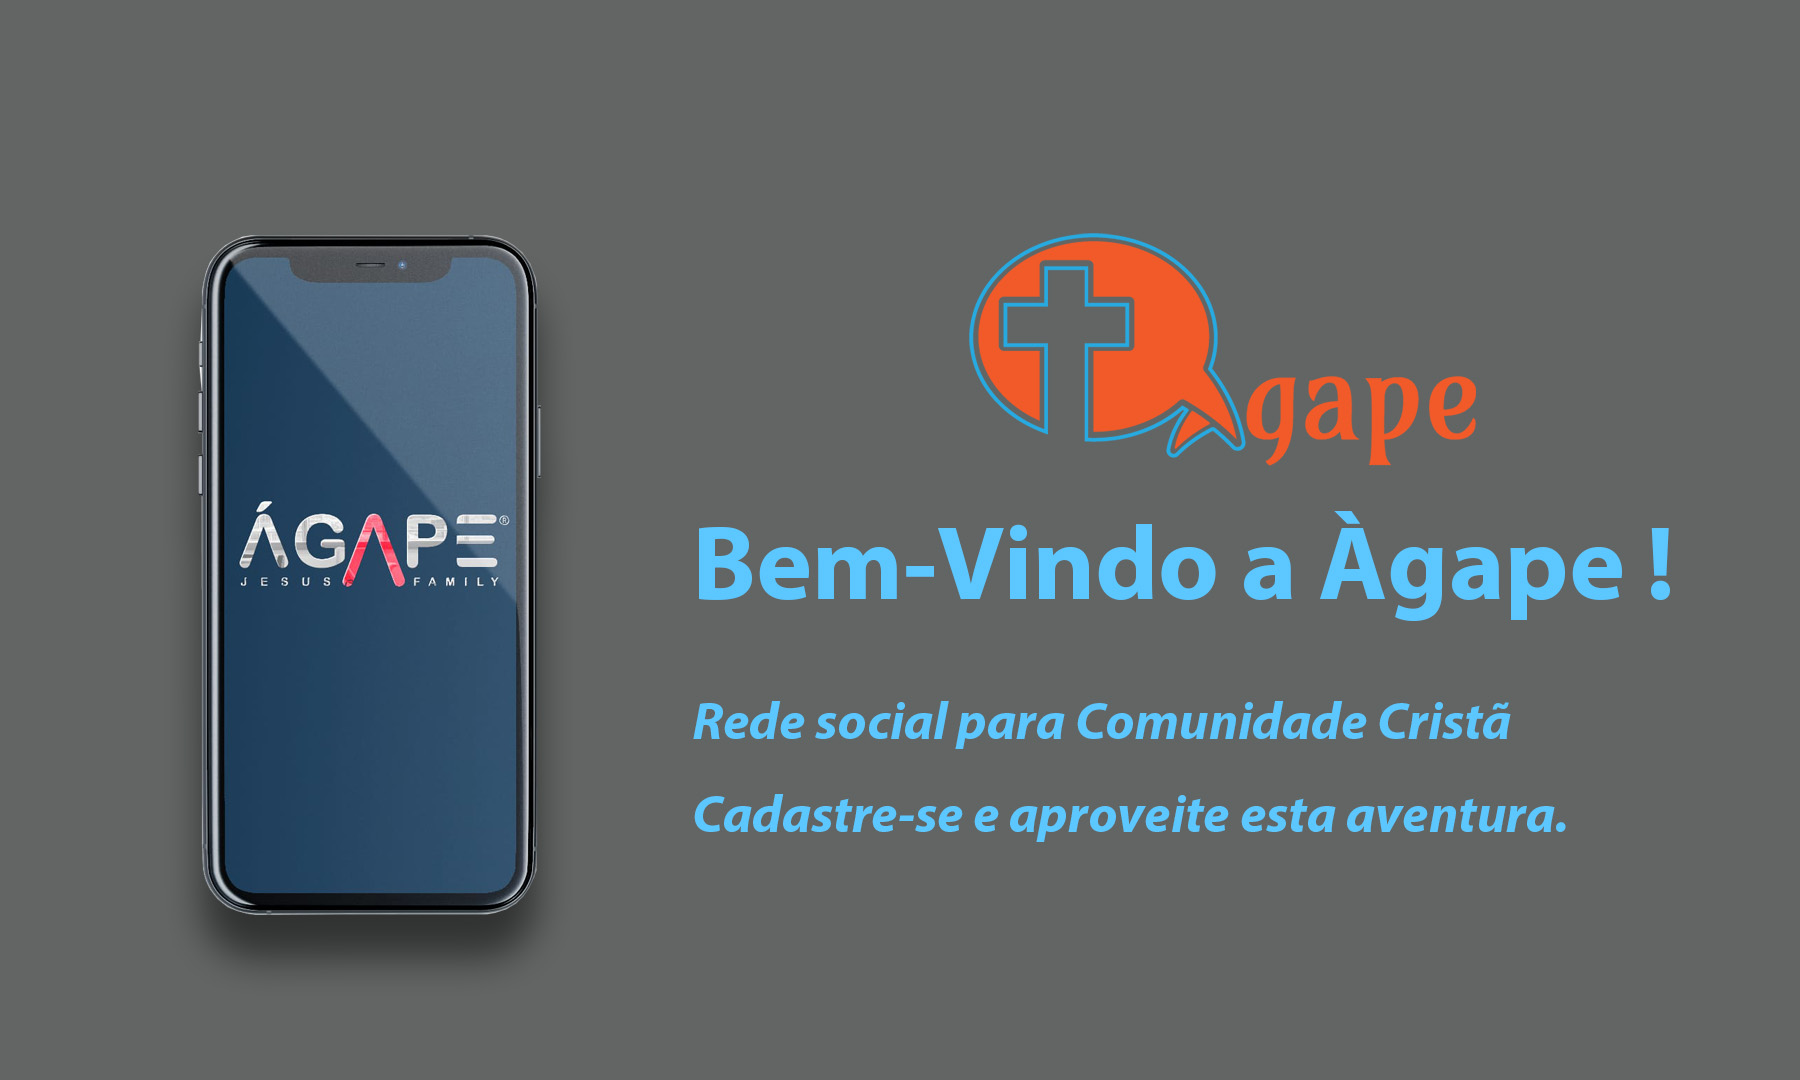 ÁGAPE®
JESUS FAMILY
gape
Bem-Vindo a Àgape !
Rede social para Comunidade Cristã
Cadastre-se e aproveite esta aventura.